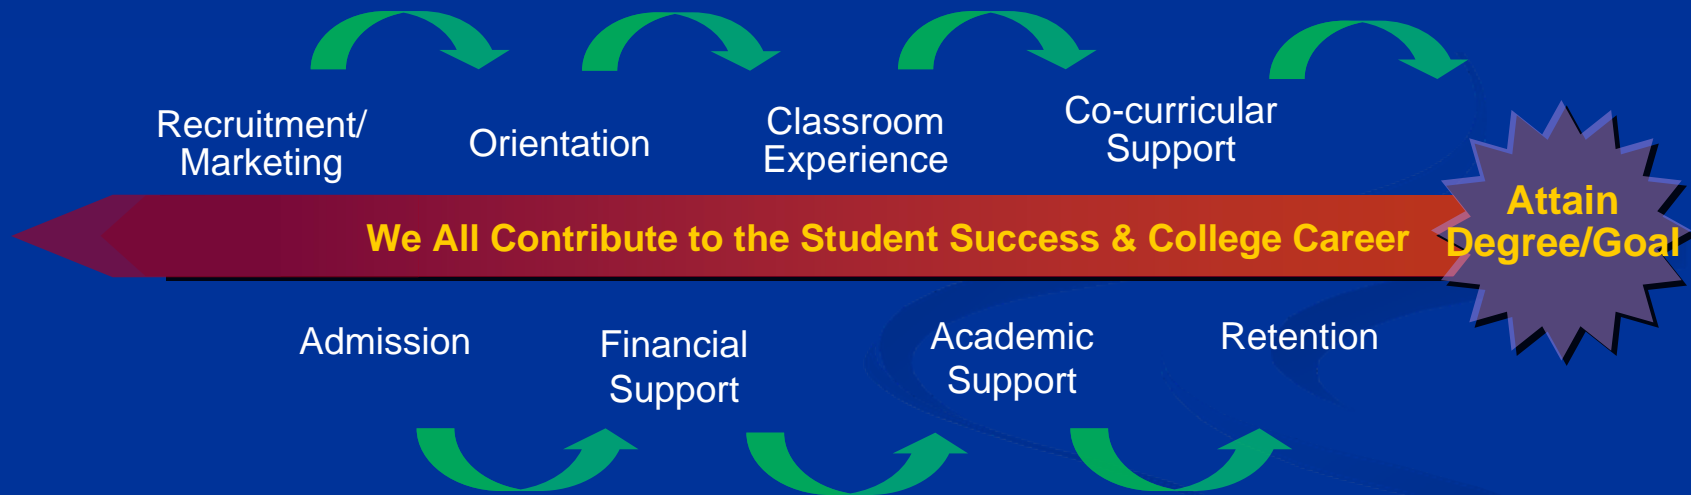 Recruitment/
Marketing
Orientation
Classroom
Experience
Co-curricular
Support
We All Contribute to the Student Success & College Career
Attain
Degree/Goal
Admission
Financial
Support
Academic
Support
Retention